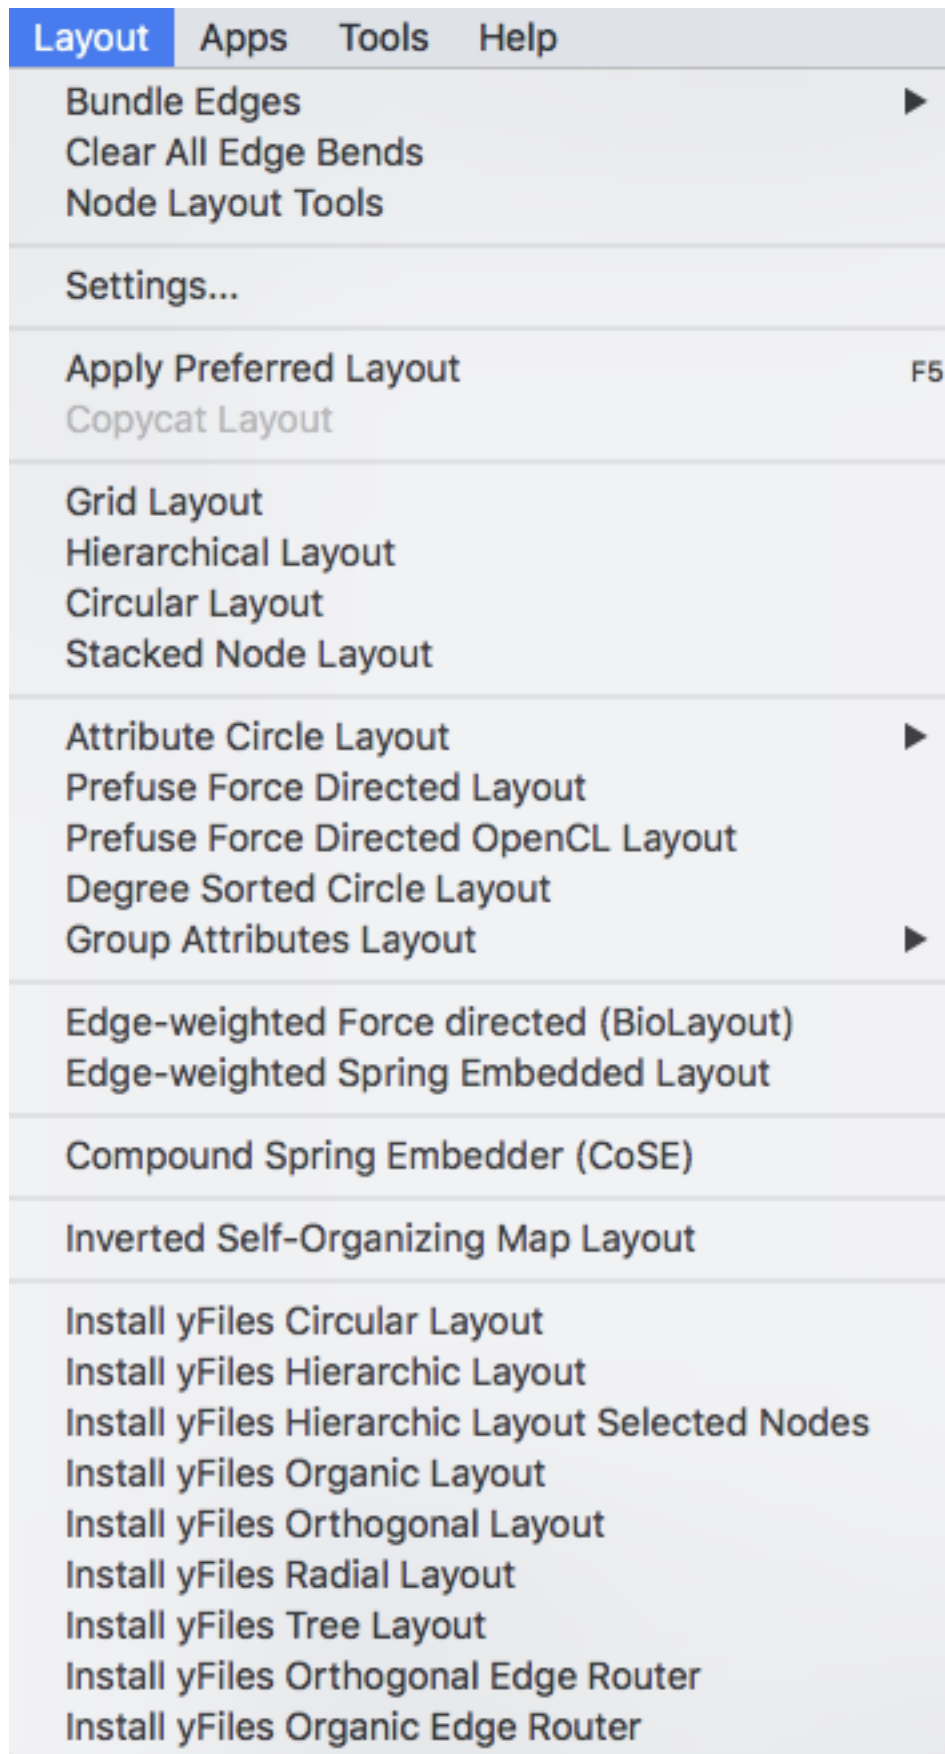 Layout Apps Tools Help
Bundle Edges
Clear All Edge Bends
Node Layout Tools
Settings...
Apply Preferred Layout F5
Copycat Layout
Grid Layout
Hierarchical Layout
Circular Layout
Stacked Node Layout
Attribute Circle Layout
Prefuse Force Directed Layout
Prefuse Force Directed OpenCL Layout
Degree Sorted Circle Layout
Group Attributes Layout
Edge-weighted Force directed (BioLayout)
Edge-weighted Spring Embedded Layout
Compound Spring Embedder (CoSE)
Inverted Self-Organizing Map Layout
Install yFiles Circular Layout
Install yFiles Hierarchic Layout
Install yFiles Hierarchic Layout Selected Nodes
Install yFiles Organic Layout
Install yFiles Orthogonal Layout
Install yFiles Radial Layout
Install yFiles Tree Layout
Install yFiles Orthogonal Edge Router
Install yFiles Organic Edge Router